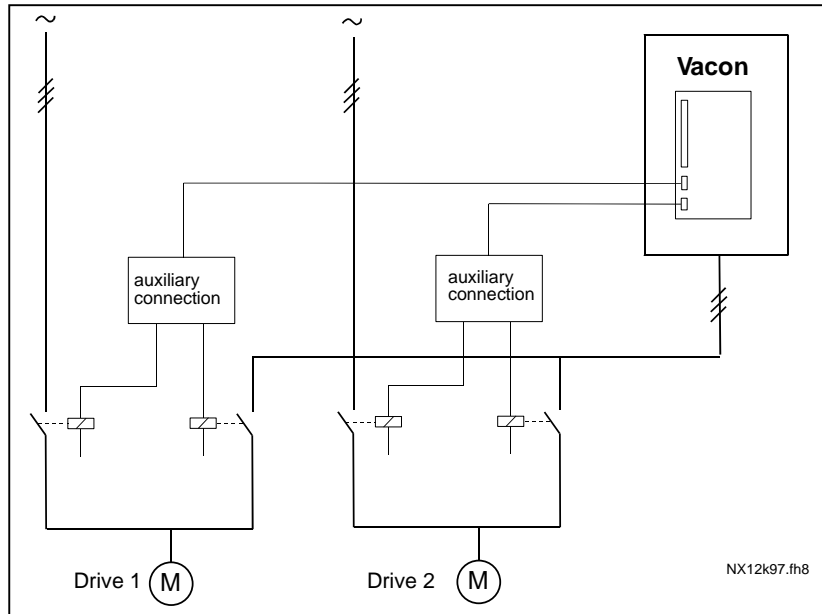 ~
~
Vacon
auxiliary
connection
auxiliary
connection
Drive 1
M
Drive 2
M
NX12k97.fh8